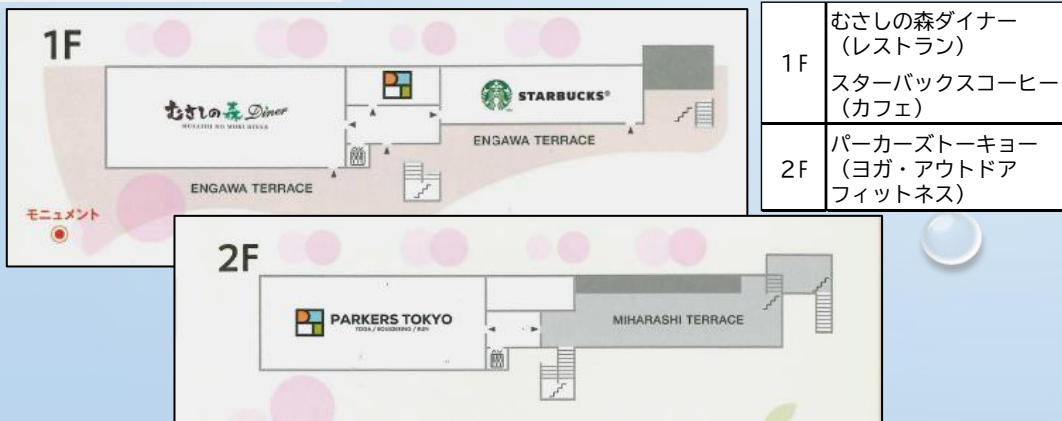 1F
むさしの森 Diner
MUSASHI NO MORI DINER
STARBUCKS®
ENGAWA TERRACE
ENGAWA TERRACE
モニュメント
2F
PARKERS TOKYO
YOGA / BOULDERING / RUN
MIHARASHI TERRACE
1F
むさしの森ダイナー
（レストラン）
スターバックスコーヒー
（カフェ）
2F
パーカーズトーキョー
（ヨガ・アウトドア
フィットネス）